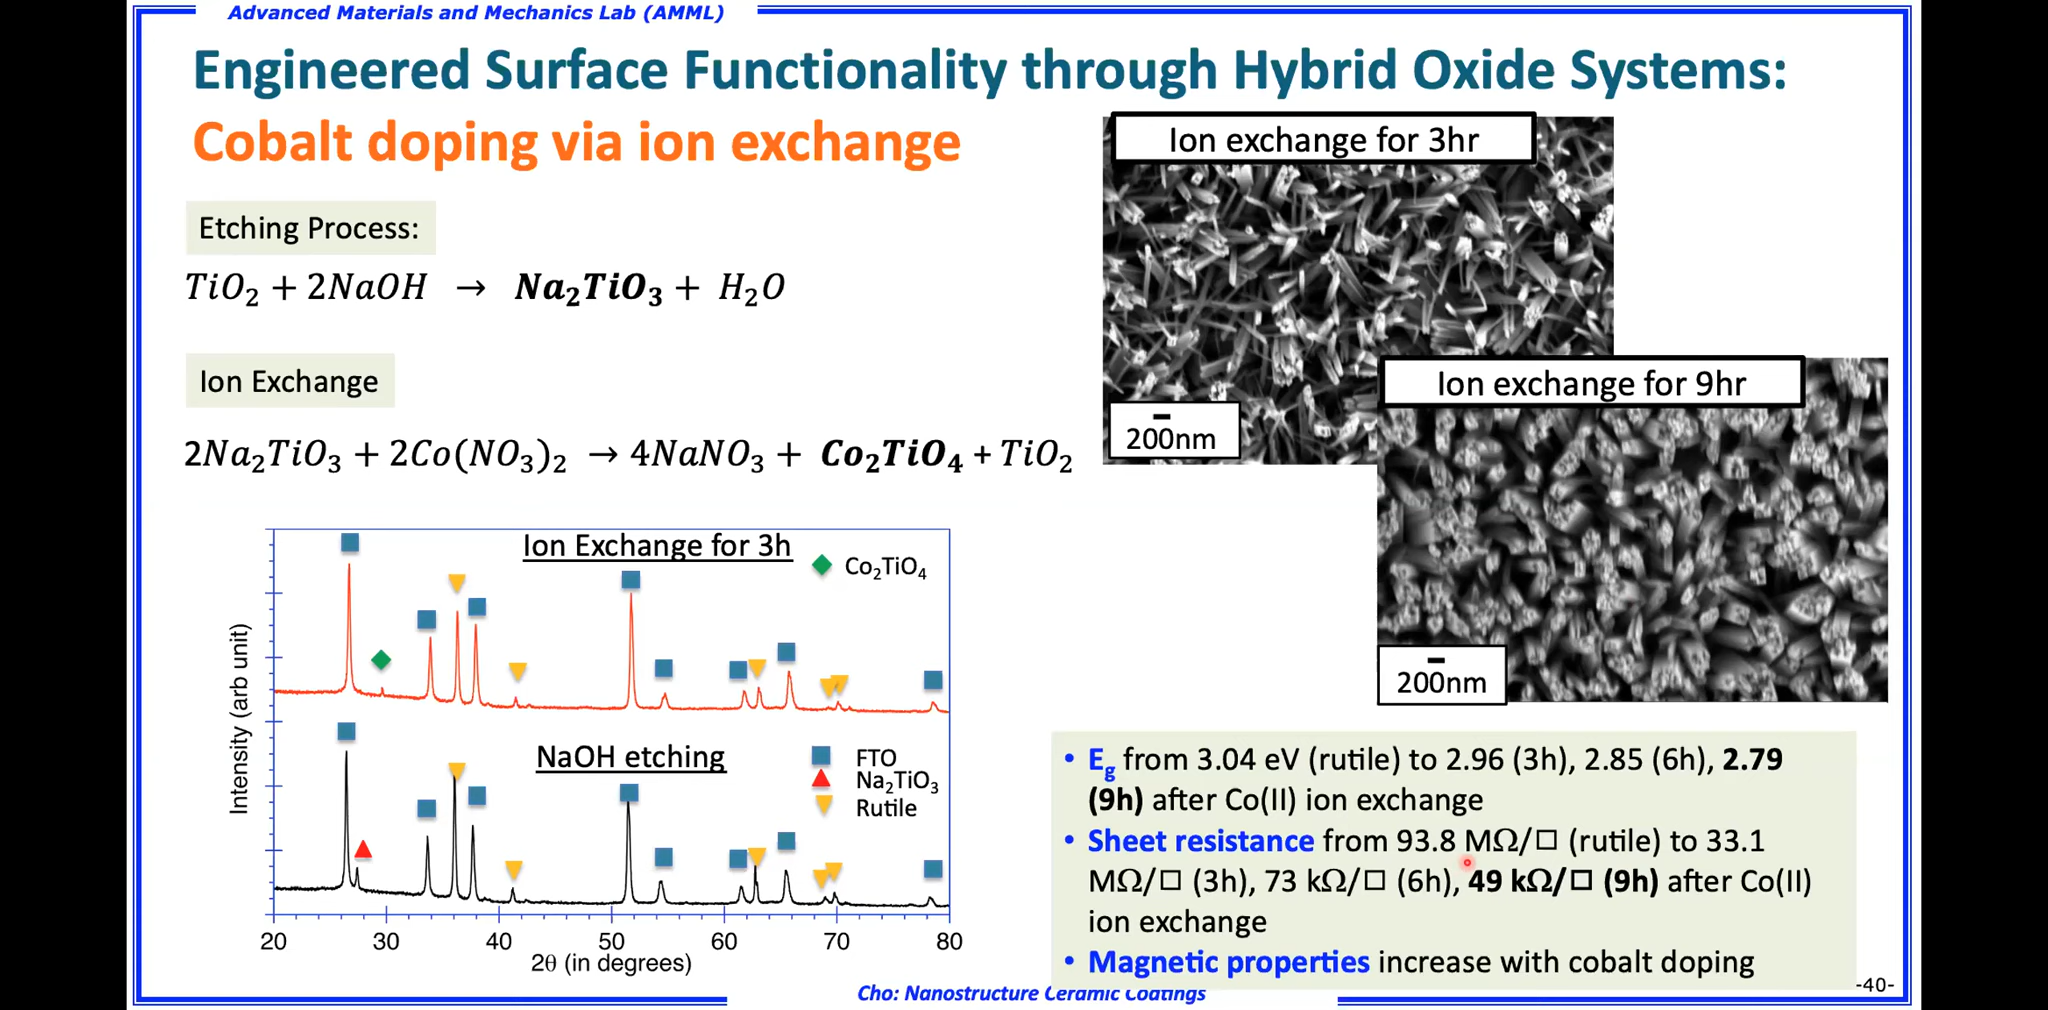 Advanced Materials and Mechanics Lab (AMML)
Engineered Surface Functionality through Hybrid Oxide Systems:
Cobalt doping via ion exchange
Etching Process:
TiO₂ + 2NaOH → Na₂TiO₃ + H₂O
Ion Exchange
2Na₂TiO₃ + 2Co(NO₃)₂ → 4NaNO₃ + Co₂TiO₄ + TiO₂
Ion exchange for 3hr
200nm
Ion exchange for 9hr
200nm
Ion Exchange for 3h
Co₂TiO₄
NaOH etching
FTO
Na₂TiO₃
Rutile
Intensity (arb unit)
20 30 40 50 60 70 80
2θ (in degrees)
• E_g from 3.04 eV (rutile) to 2.96 (3h), 2.85 (6h), 2.79
(9h) after Co(II) ion exchange
• Sheet resistance from 93.8 MΩ/□ (rutile) to 33.1
MΩ/□ (3h), 73 kΩ/□ (6h), 49 kΩ/□ (9h) after Co(II)
ion exchange
• Magnetic properties increase with cobalt doping
Cho: Nanostructure Ceramic Coatings
-40-